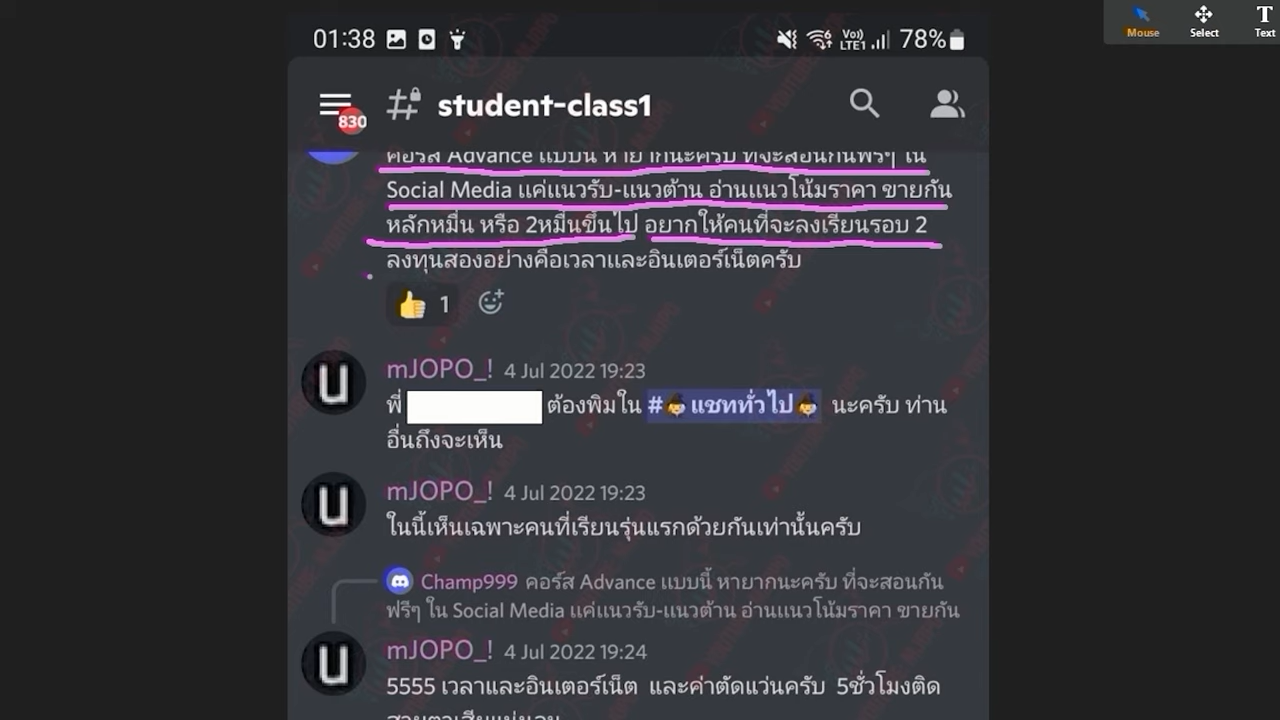 01:38 Vo) LTE1 78%
Mouse Select Text
830 # student-class1
คอร์ส Advance แบบนี้ หายากนะครับ ที่จะสอนกันฟรีๆ ใน
Social Media แค่แนวรับ-แนวต้าน อ่านแนวโน้มราคา ขายกัน
หลักหมื่น หรือ 2หมื่นขึ้นไป อยากให้คนที่จะลงเรียนรอบ 2
ลงทุนสองอย่างคือเวลาและอินเตอร์เน็ตครับ
👍 1
mJOPO_! 4 Jul 2022 19:23
พี่ ต้องพิมใน #แชททั่วไป นะครับ ท่าน
อื่นถึงจะเห็น
mJOPO_! 4 Jul 2022 19:23
ในนี้เห็นเฉพาะคนที่เรียนรุ่นแรกด้วยกันเท่านั้นครับ
Champ999 คอร์ส Advance แบบนี้ หายากนะครับ ที่จะสอนกัน
ฟรีๆ ใน Social Media แค่แนวรับ-แนวต้าน อ่านแนวโน้มราคา ขายกัน
mJOPO_! 4 Jul 2022 19:24
5555 เวลาและอินเตอร์เน็ต และค่าตัดแว่นครับ 5ชั่วโมงติด